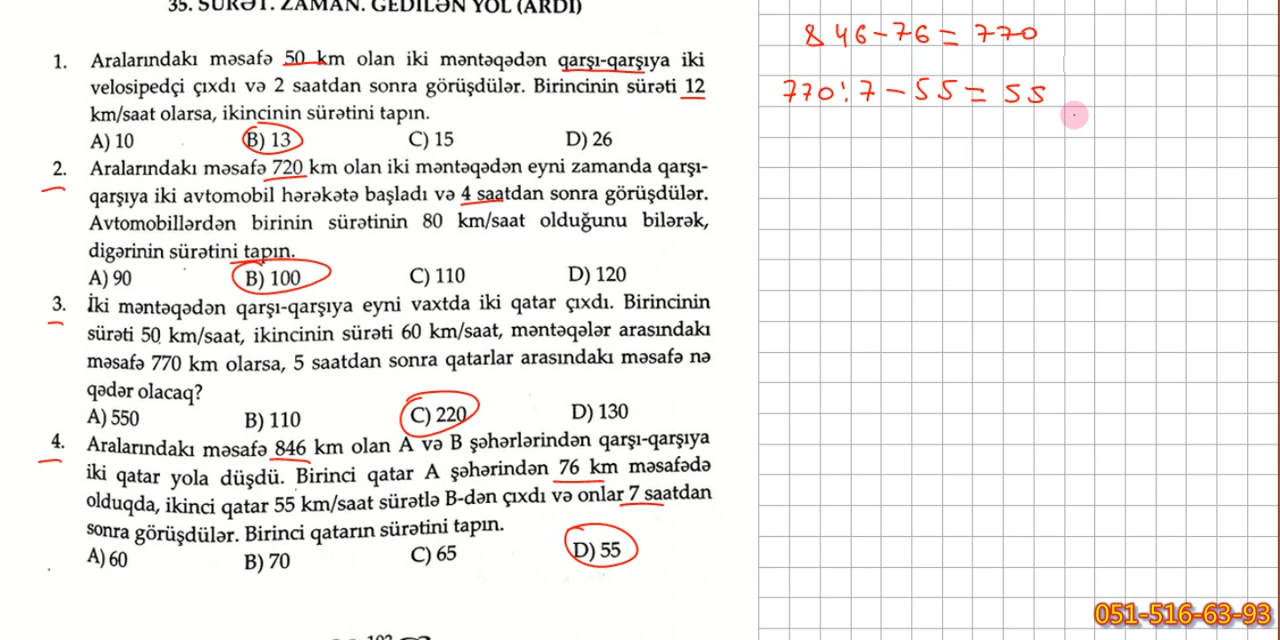 35. SÜRƏT. ZAMAN. GEDİLƏN YOL (ARDI)
1. Aralarındakı məsafə 50 km olan iki məntəqədən qarşı-qarşıya iki
velosipedçi çıxdı və 2 saatdan sonra görüşdülər. Birincinin sürəti 12
km/saat olarsa, ikincinin sürətini tapın.
A) 10 B) 13 C) 15 D) 26
2. Aralarındakı məsafə 720 km olan iki məntəqədən eyni zamanda qarşı-
qarşıya iki avtomobil hərəkətə başladı və 4 saatdan sonra görüşdülər.
Avtomobillərdən birinin sürətinin 80 km/saat olduğunu bilərək,
digərinin sürətini tapın.
A) 90 B) 100 C) 110 D) 120
3. İki məntəqədən qarşı-qarşıya eyni vaxtda iki qatar çıxdı. Birincinin
sürəti 50 km/saat, ikincinin sürəti 60 km/saat, məntəqələr arasındakı
məsafə 770 km olarsa, 5 saatdan sonra qatarlar arasındakı məsafə nə
qədər olacaq?
A) 550 B) 110 C) 220 D) 130
4. Aralarındakı məsafə 846 km olan A və B şəhərlərindən qarşı-qarşıya
iki qatar yola düşdü. Birinci qatar A şəhərindən 76 km məsafədə
olduqda, ikinci qatar 55 km/saat sürətlə B-dən çıxdı və onlar 7 saatdan
sonra görüşdülər. Birinci qatarın sürətini tapın.
A) 60 B) 70 C) 65 D) 55
846-76=770
770:7-55=55
051-516-63-93